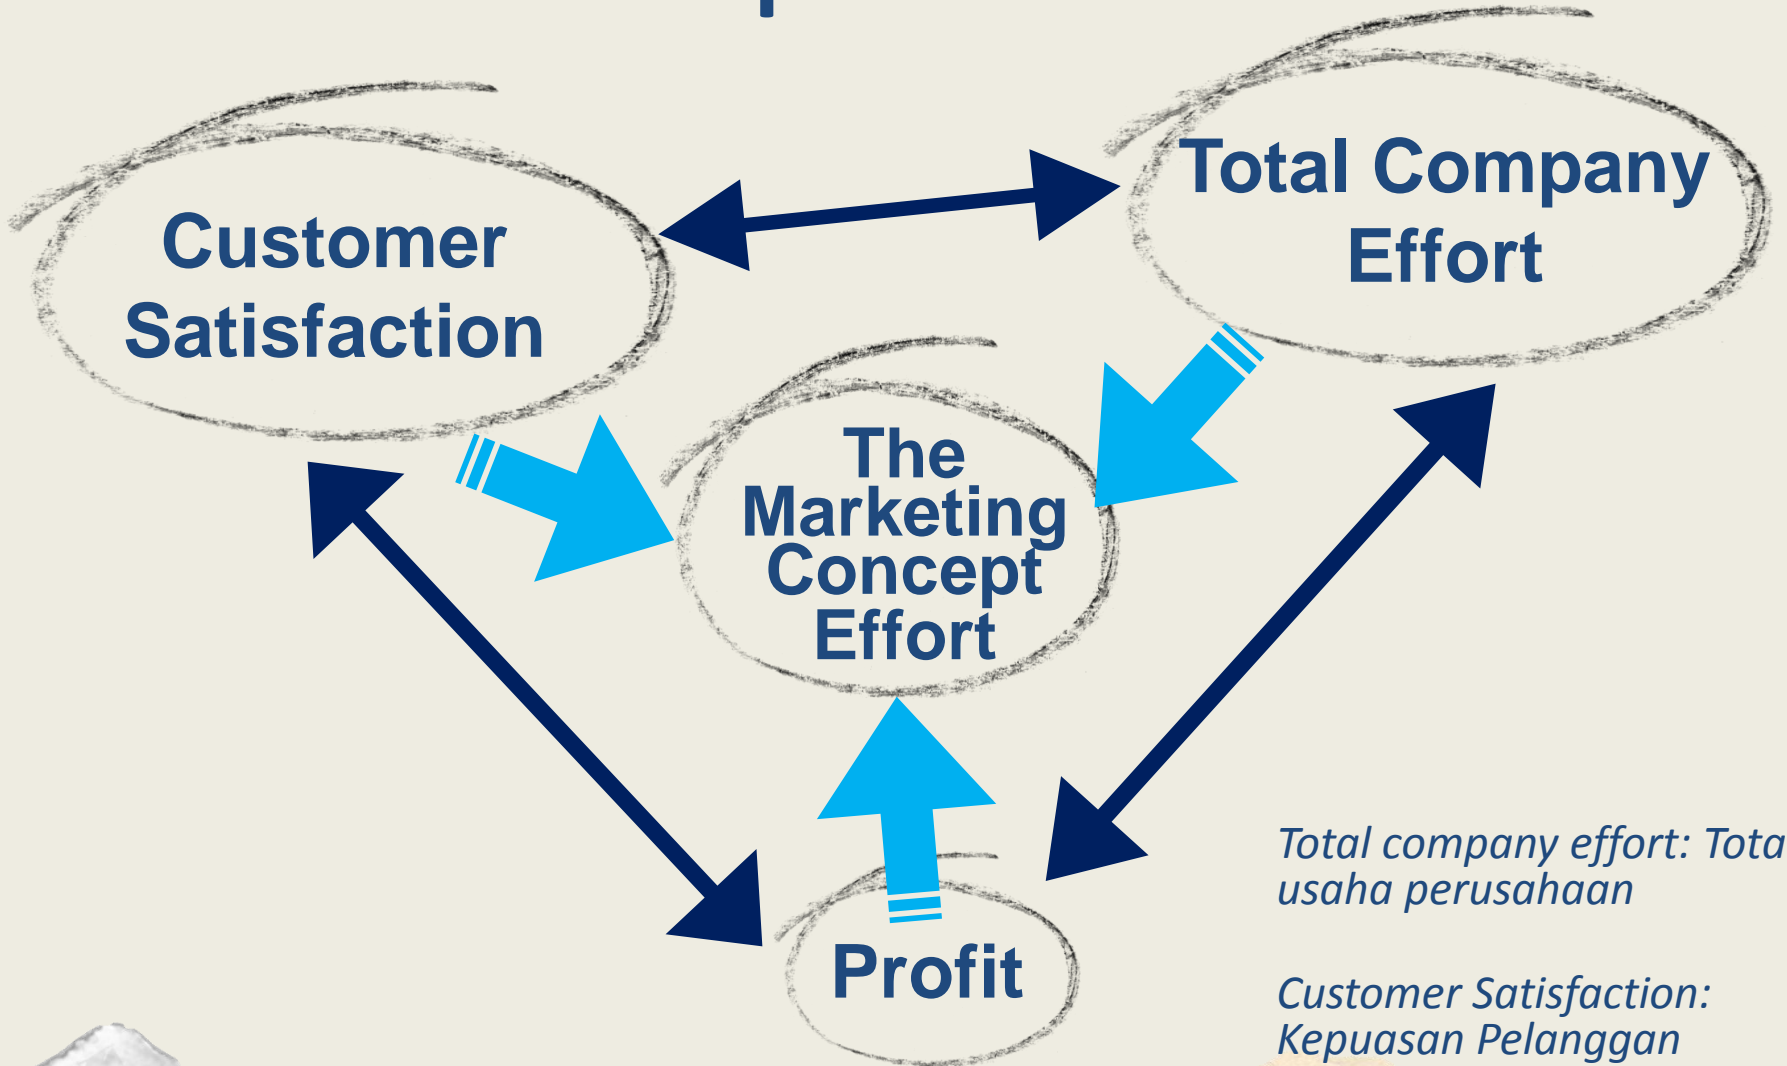 Customer
Satisfaction
Total Company
Effort
The
Marketing
Concept
Effort
Profit
Total company effort: Tota
usaha perusahaan
Customer Satisfaction:
Kepuasan Pelanggan